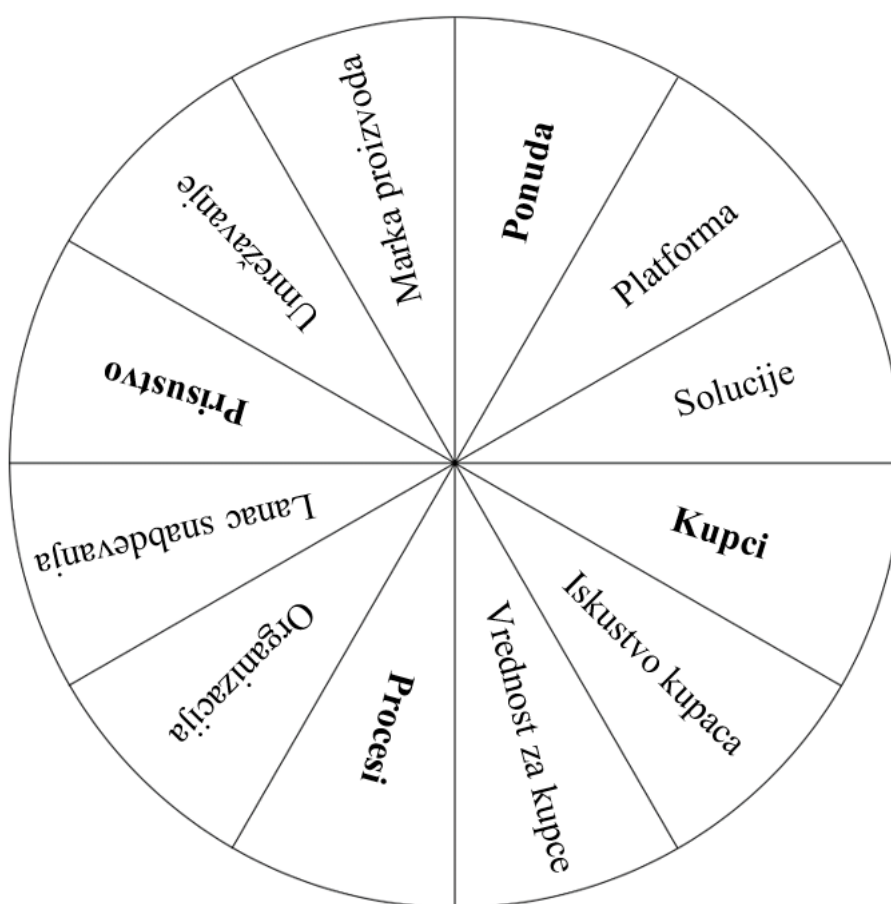 Ponuda
Platforma
Solucije
Kupci
Iskustvo kupaca
Vrednost za kupce
Procesi
Organizacija
Lanac snabdevanja
Prisustvo
Umrežavanje
Marka proizvoda